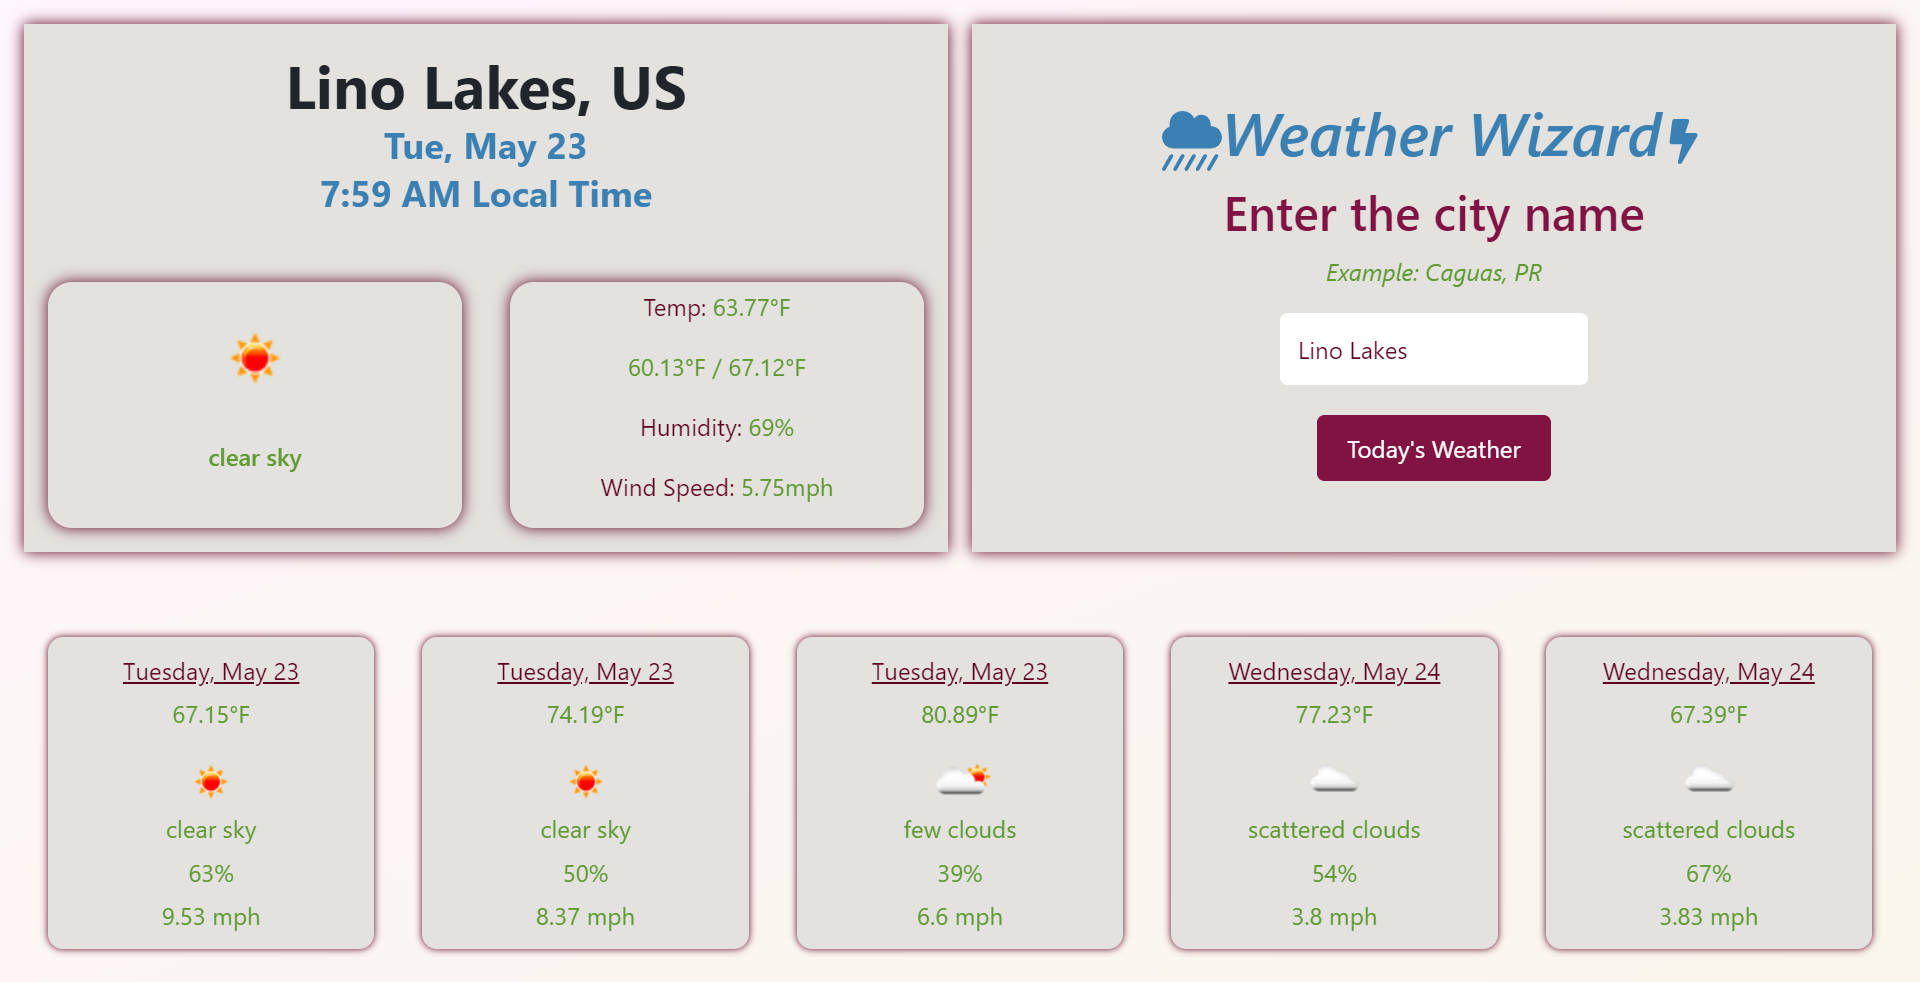 Lino Lakes, US
Tue, May 23
7:59 AM Local Time
clear sky
Temp: 63.77°F
60.13°F / 67.12°F
Humidity: 69%
Wind Speed: 5.75mph
Weather Wizard
Enter the city name
Example: Caguas, PR
Lino Lakes
Today's Weather
Tuesday, May 23
67.15°F
clear sky
63%
9.53 mph
Tuesday, May 23
74.19°F
clear sky
50%
8.37 mph
Tuesday, May 23
80.89°F
few clouds
39%
6.6 mph
Wednesday, May 24
77.23°F
scattered clouds
54%
3.8 mph
Wednesday, May 24
67.39°F
scattered clouds
67%
3.83 mph